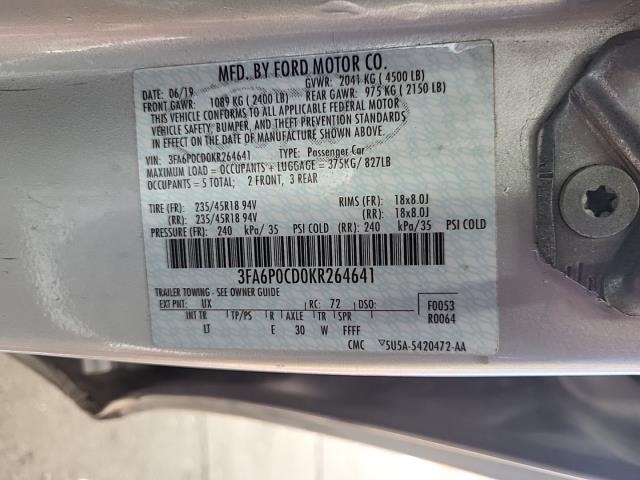 MFD. BY FORD MOTOR CO.
DATE: 06/19 GVWR: 2041 KG ( 4500 LB)
FRONT GAWR: 1089 KG ( 2400 LB) REAR GAWR: 975 KG ( 2150 LB)
THIS VEHICLE CONFORMS TO ALL APPLICABLE FEDERAL MOTOR
VEHICLE SAFETY, BUMPER, AND THEFT PREVENTION STANDARDS
IN EFFECT ON THE DATE OF MANUFACTURE SHOWN ABOVE.
VIN: 3FA6P0CD0KR264641 TYPE: Passenger Car
MAXIMUM LOAD = OCCUPANTS + LUGGAGE = 375KG/ 827LB
OCCUPANTS = 5 TOTAL; 2 FRONT, 3 REAR
TIRE (FR): 235/45R18 94V RIMS (FR): 18x8.0J
(RR): 235/45R18 94V (RR): 18x8.0J
PRESSURE (FR): 240 kPa/35 PSI COLD (RR): 240 kPa/35 PSI COLD
3FA6P0CD0KR264641
TRAILER TOWING - SEE OWNER GUIDE
EXT PNT: UX RC: 72 DSO: F0053
INT TR TP/PS R AXLE TR SPR R0064
LT E 30 W FFFF
CMC ▽5U5A-5420472-AA